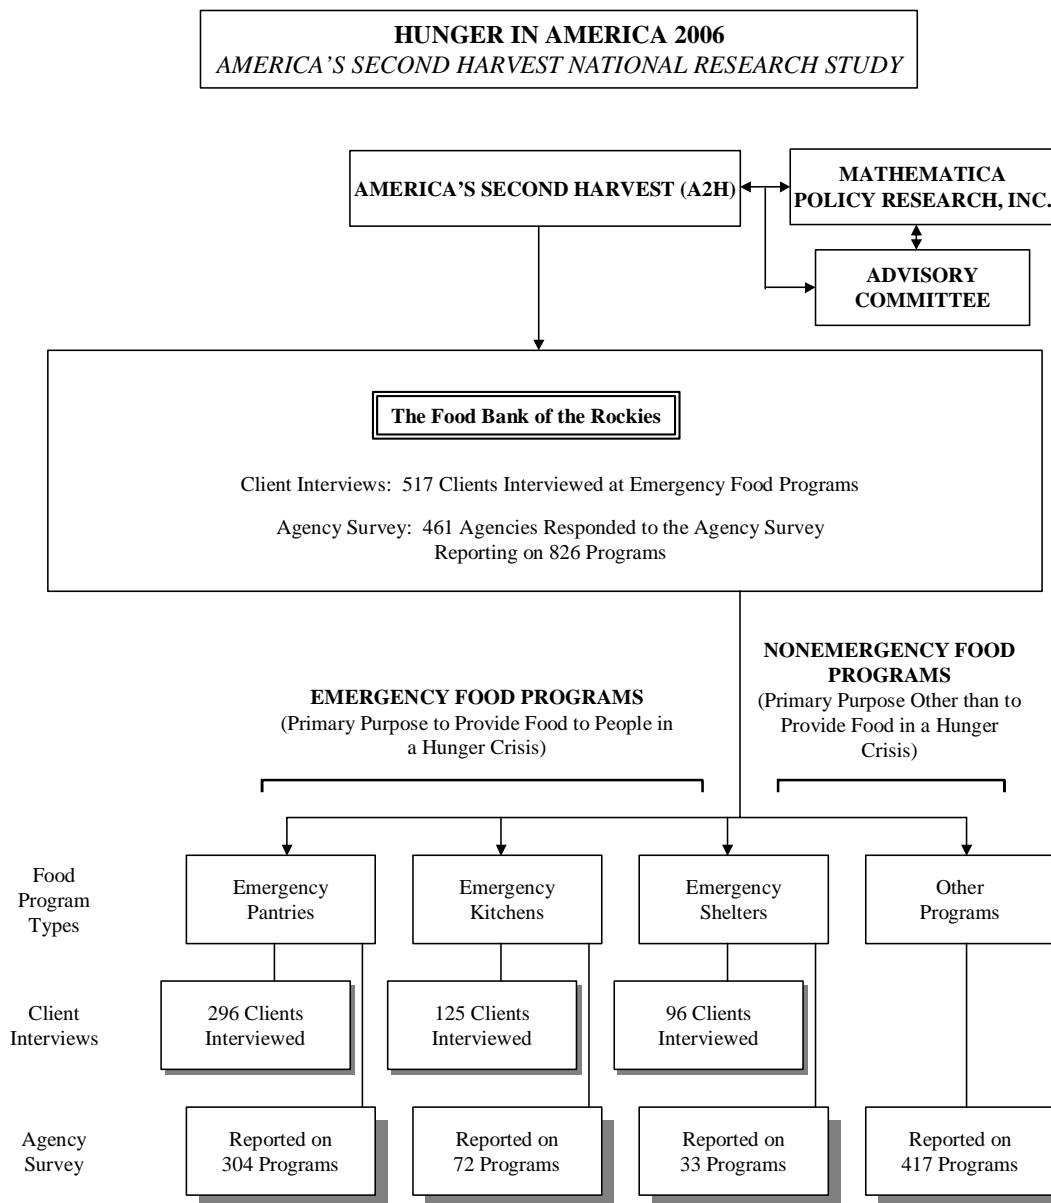 HUNGER IN AMERICA 2006
AMERICA'S SECOND HARVEST NATIONAL RESEARCH STUDY
AMERICA'S SECOND HARVEST (A2H)
MATHEMATICA
POLICY RESEARCH, INC.
ADVISORY
COMMITTEE
The Food Bank of the Rockies
Client Interviews: 517 Clients Interviewed at Emergency Food Programs
Agency Survey: 461 Agencies Responded to the Agency Survey
Reporting on 826 Programs
EMERGENCY FOOD PROGRAMS
(Primary Purpose to Provide Food to People in
a Hunger Crisis)
NONEMERGENCY FOOD
PROGRAMS
(Primary Purpose Other than to
Provide Food in a Hunger
Crisis)
Food
Program
Types
Emergency
Pantries
Emergency
Kitchens
Emergency
Shelters
Other
Programs
Client
Interviews
296 Clients
Interviewed
125 Clients
Interviewed
96 Clients
Interviewed
Agency
Survey
Reported on
304 Programs
Reported on
72 Programs
Reported on
33 Programs
Reported on
417 Programs